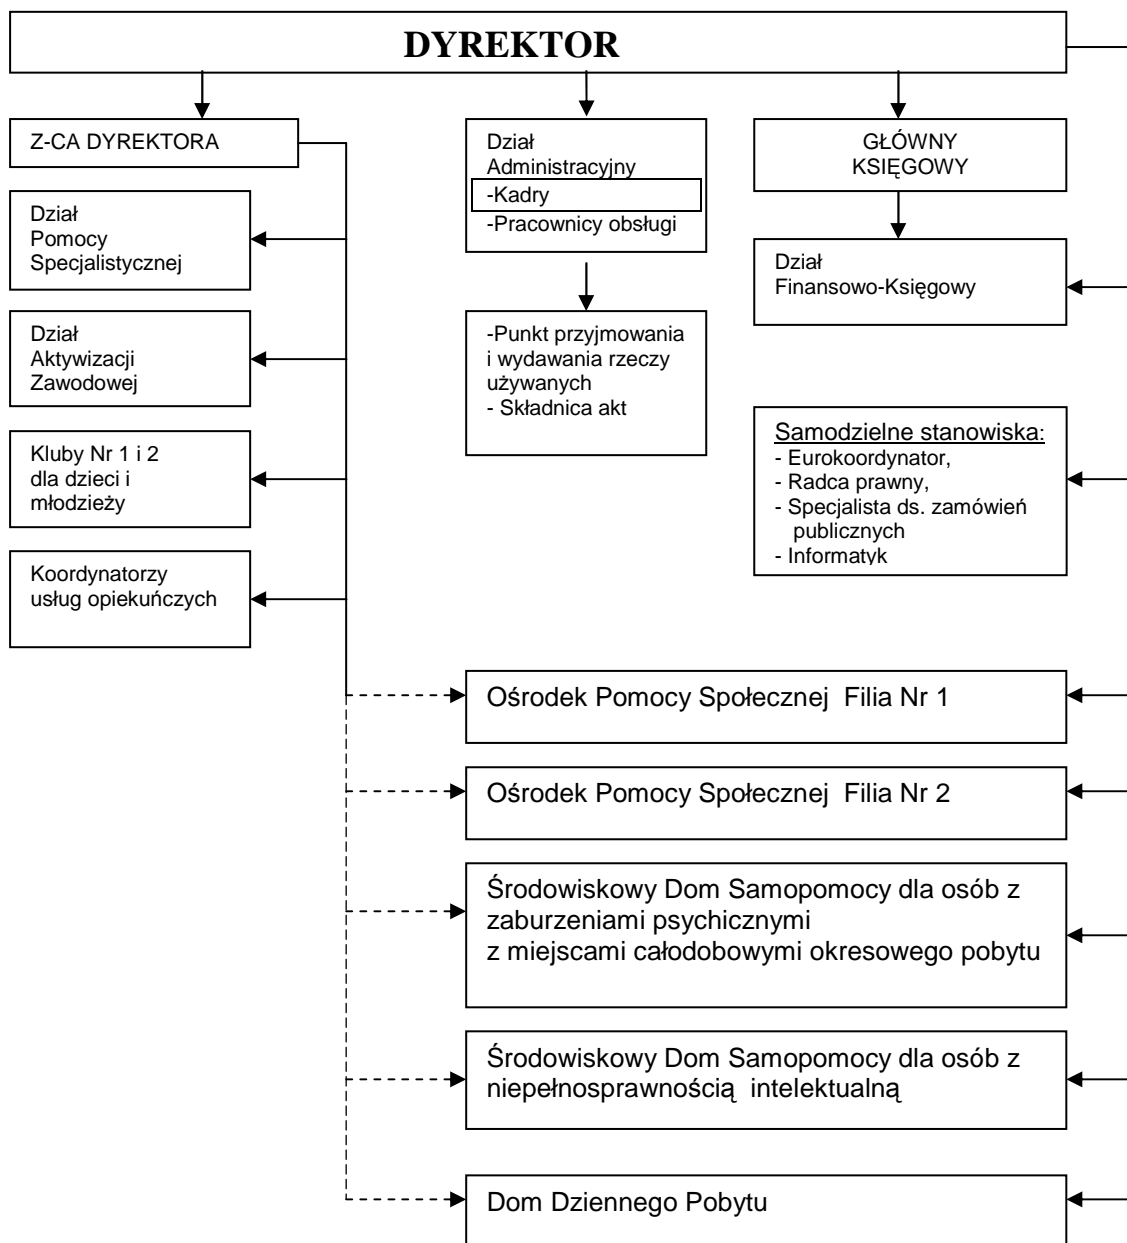 DYREKTOR
Z-CA DYREKTORA
Dział
Pomocy
Specjalistycznej
Dział
Aktywizacji
Zawodowej
Kluby Nr 1 i 2
dla dzieci i
młodzieży
Koordynatorzy
usług opiekuńczych
Dział
Administracyjny
-Kadry
-Pracownicy obsługi
-Punkt przyjmowania
i wydawania rzeczy
używanych
- Składnica akt
GŁÓWNY
KSIĘGOWY
Dział
Finansowo-Księgowy
Samodzielne stanowiska:
- Eurokoordynator,
- Radca prawny,
- Specjalista ds. zamówień
publicznych
- Informatyk
Ośrodek Pomocy Społecznej Filia Nr 1
Ośrodek Pomocy Społecznej Filia Nr 2
Środowiskowy Dom Samopomocy dla osób z
zaburzeniami psychicznymi
z miejscami całodobowymi okresowego pobytu
Środowiskowy Dom Samopomocy dla osób z
niepełnosprawnością intelektualną
Dom Dziennego Pobytu